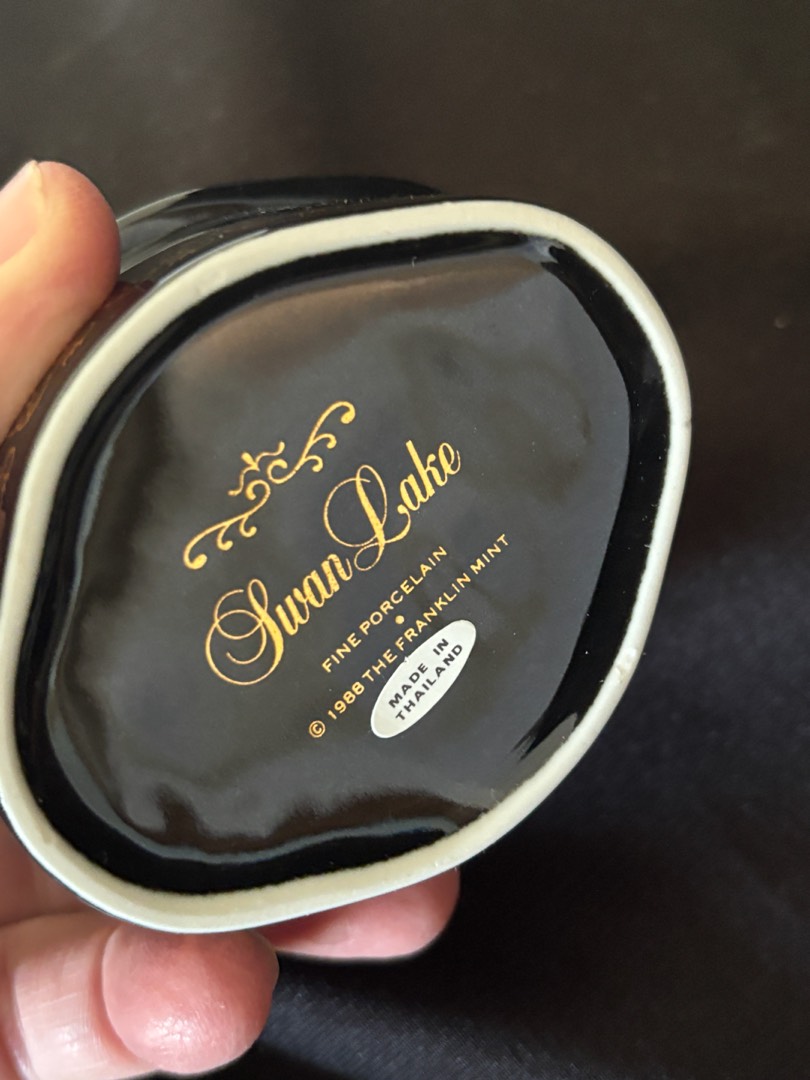 Swan Lake
FINE PORCELAIN
© 1988 THE FRANKLIN MINT
MADE IN
THAILAND